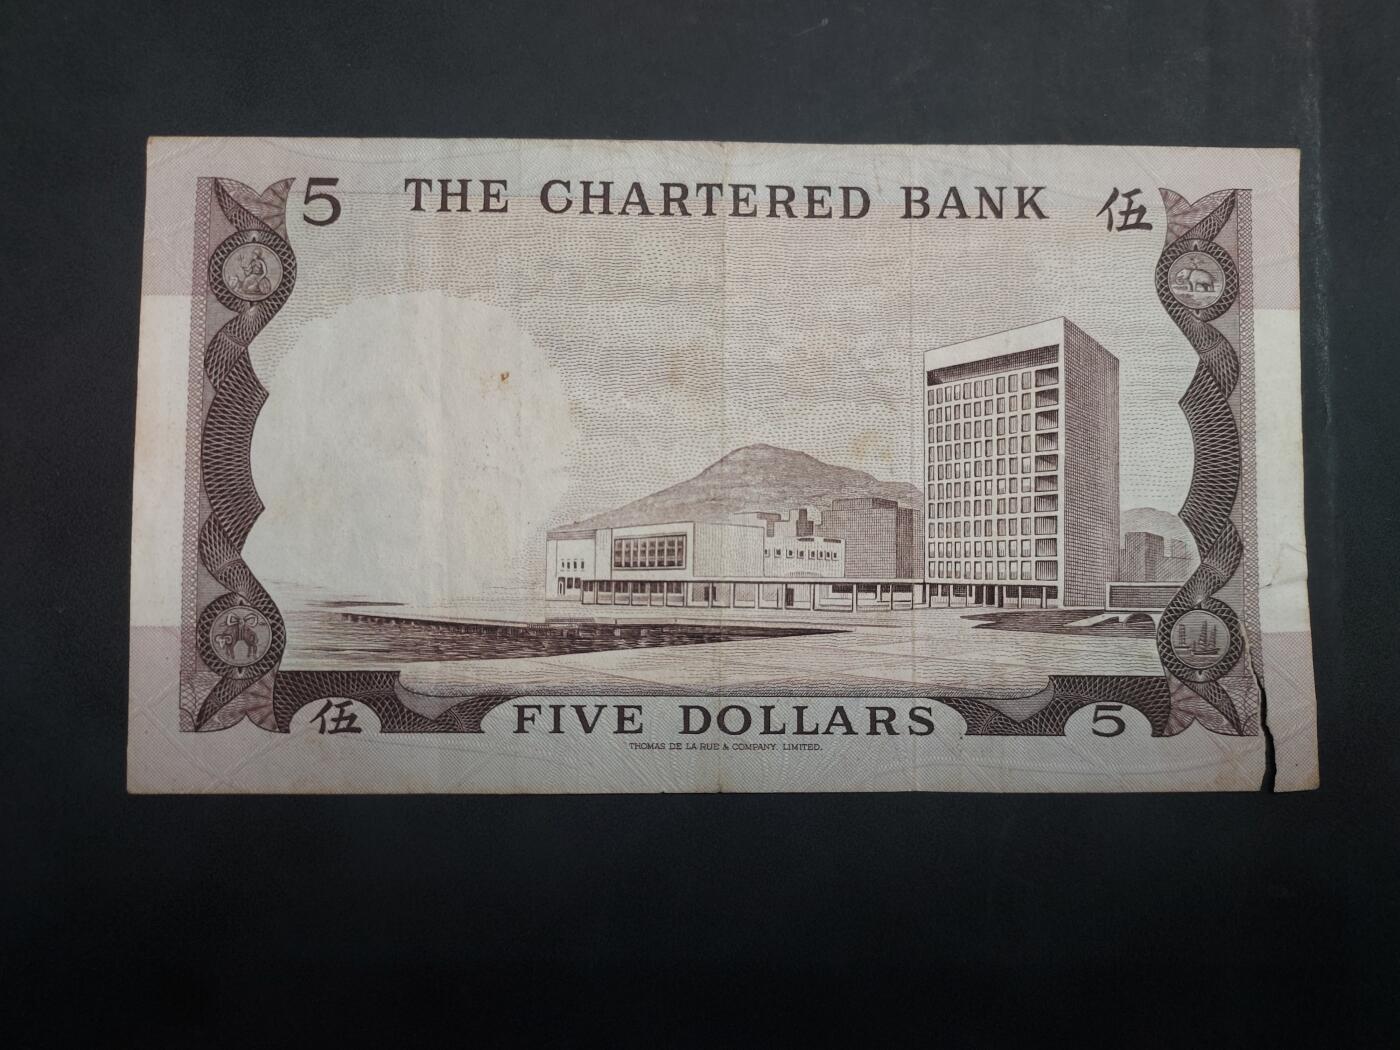 5 THE CHARTERED BANK 伍
伍 FIVE DOLLARS 5
THOMAS DE LA RUE & COMPANY, LIMITED.